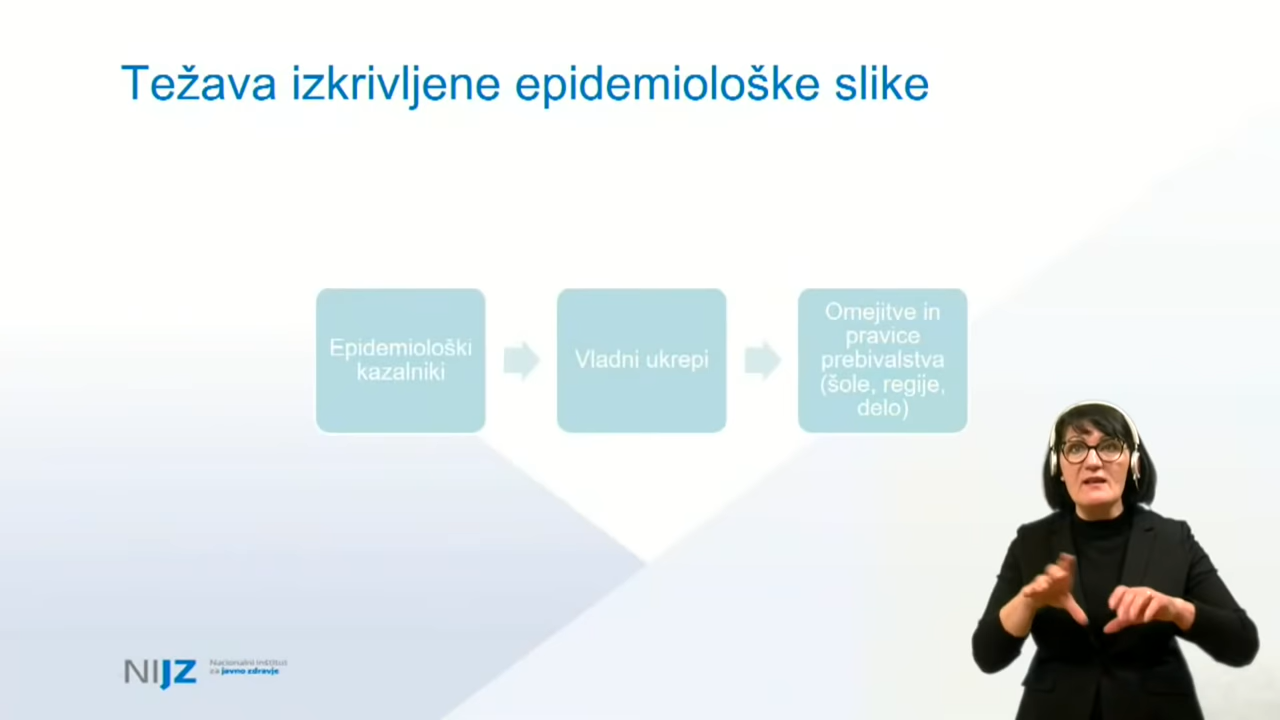 Težava izkrivljene epidemiološke slike
Epidemiološki
kazalniki
Vladni ukrepi
Omejitve in
pravice
prebivalstva
(šole, regije,
delo)
NIJZ
Nacionalni inštitut
za javno zdravje